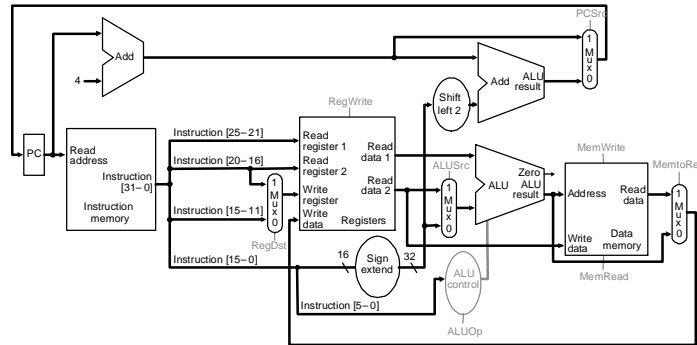 PCSrc
1
Mux
0
Add
4
Add
ALU
result
Shift
left 2
RegWrite
PC
Read
address
Instruction
[31–0]
Instruction
memory
Instruction [25–21]
Instruction [20–16]
Instruction [15–11]
Instruction [15–0]
Instruction [5–0]
1
Mux
0
RegDst
Read
register 1
Read
register 2
Write
register
Write
data
Read
data 1
Read
data 2
Registers
16
Sign
extend
32
ALUSrc
1
Mux
0
Zero
ALU
ALU
result
ALU
control
ALUOp
MemWrite
Address
Read
data
Write
data
Data
memory
MemRead
MemtoRe
1
Mux
0